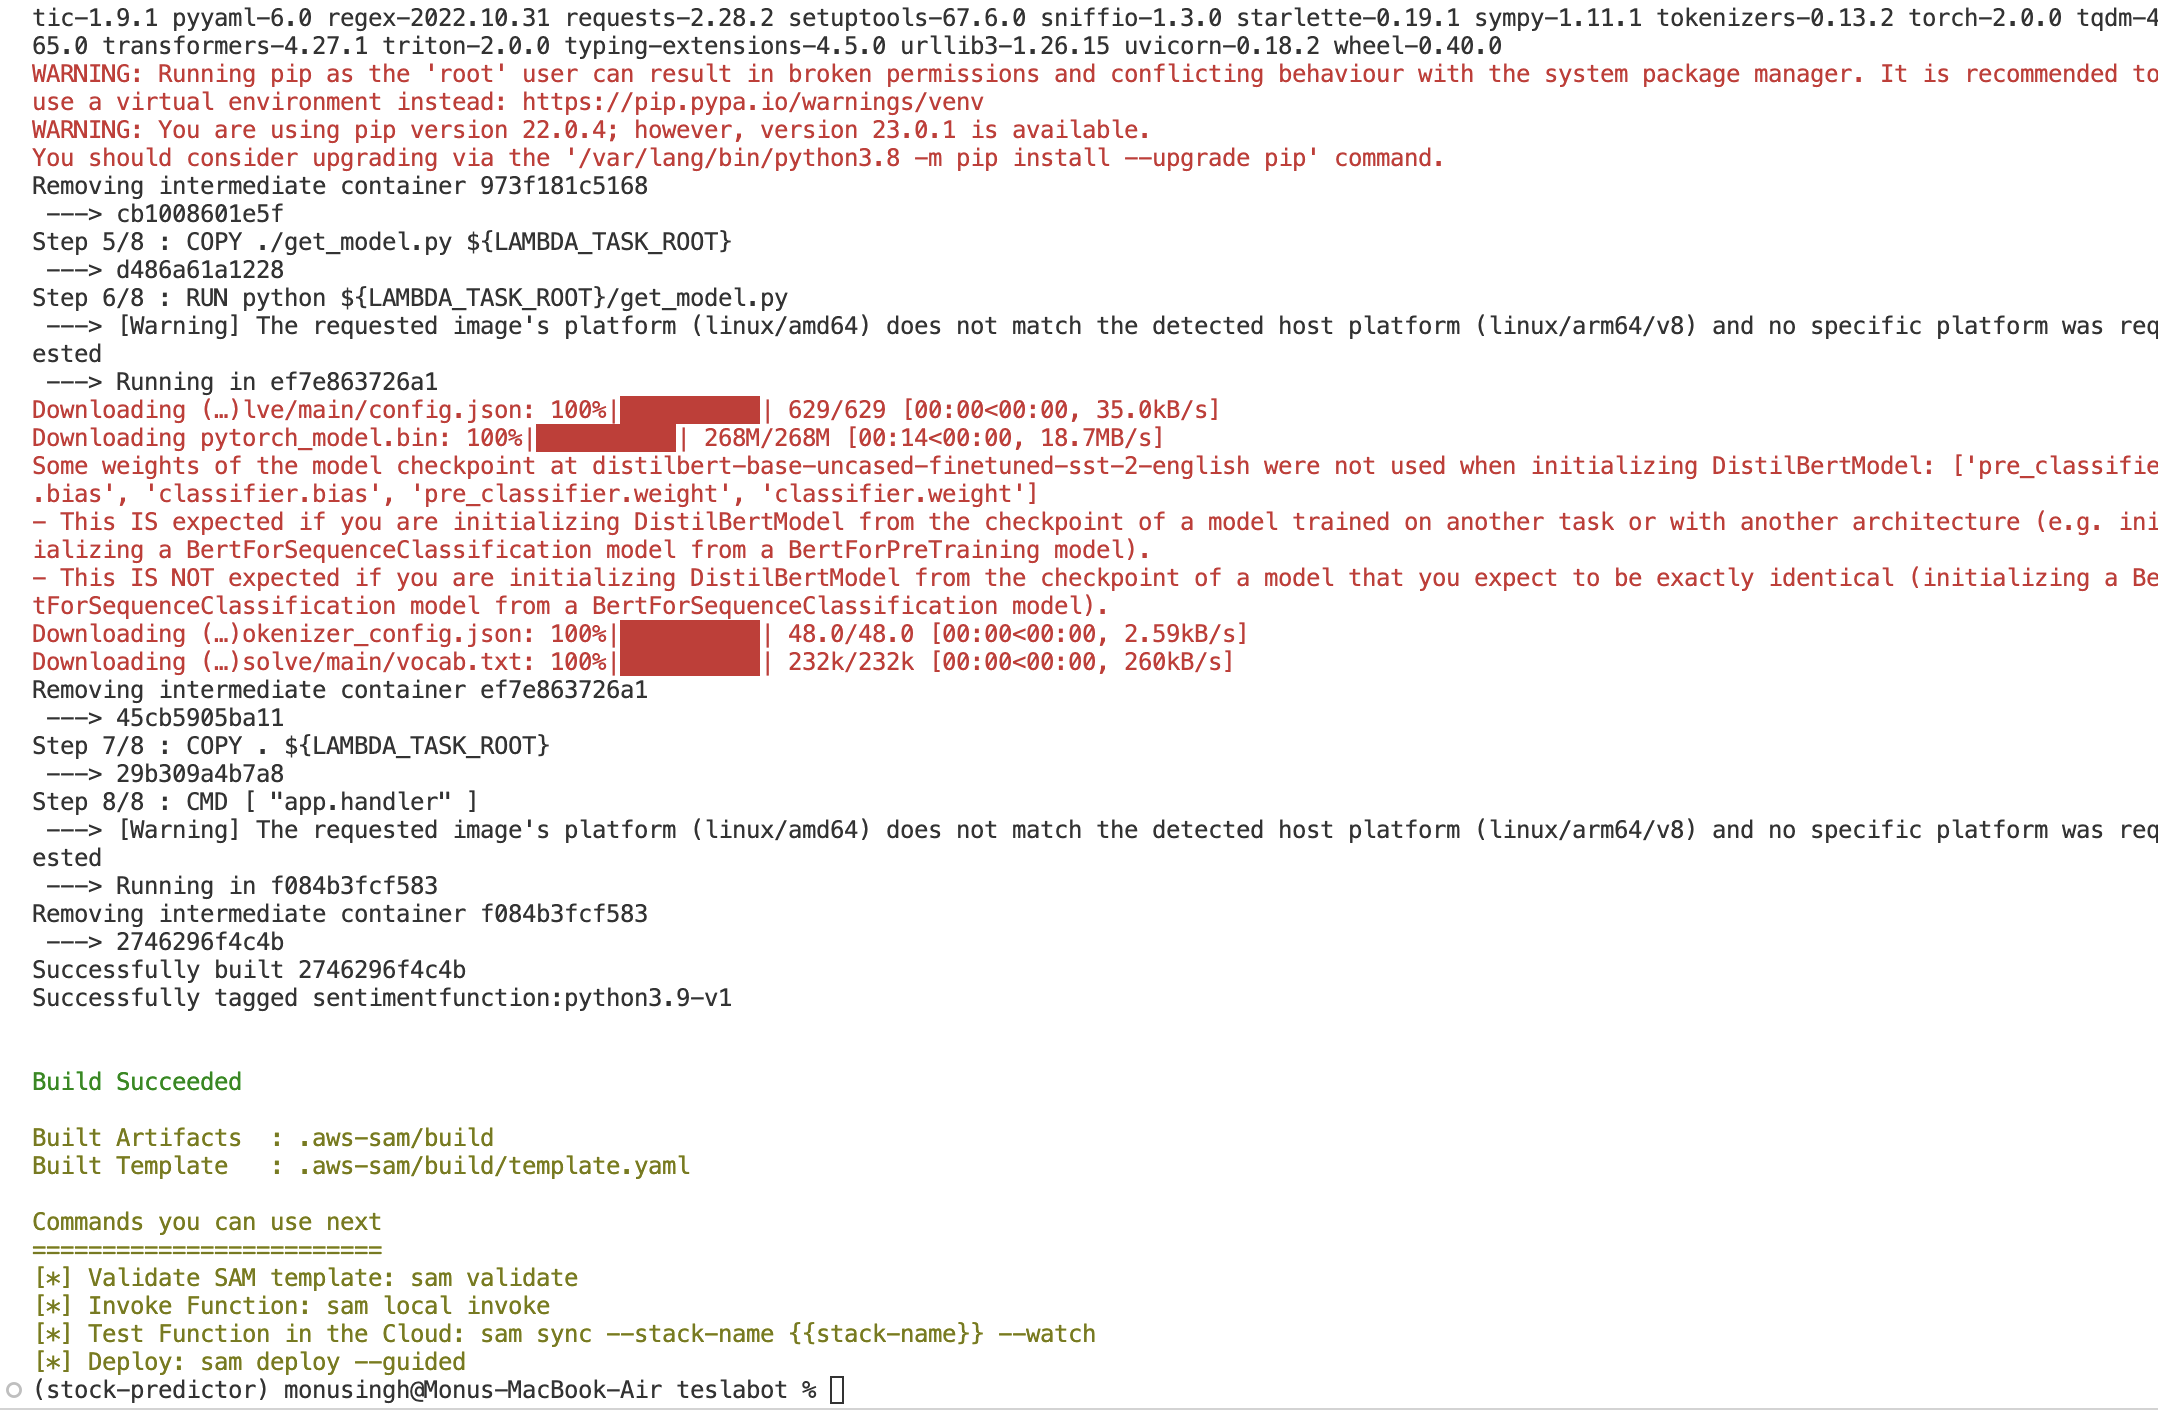 tic-1.9.1 pyyaml-6.0 regex-2022.10.31 requests-2.28.2 setuptools-67.6.0 sniffio-1.3.0 starlette-0.19.1 sympy-1.11.1 tokenizers-0.13.2 torch-2.0.0 tqdm-4
65.0 transformers-4.27.1 triton-2.0.0 typing-extensions-4.5.0 urllib3-1.26.15 uvicorn-0.18.2 wheel-0.40.0
WARNING: Running pip as the 'root' user can result in broken permissions and conflicting behaviour with the system package manager. It is recommended to
use a virtual environment instead: https://pip.pypa.io/warnings/venv
WARNING: You are using pip version 22.0.4; however, version 23.0.1 is available.
You should consider upgrading via the '/var/lang/bin/python3.8 -m pip install --upgrade pip' command.
Removing intermediate container 973f181c5168
 ---> cb1008601e5f
Step 5/8 : COPY ./get_model.py ${LAMBDA_TASK_ROOT}
 ---> d486a61a1228
Step 6/8 : RUN python ${LAMBDA_TASK_ROOT}/get_model.py
 ---> [Warning] The requested image's platform (linux/amd64) does not match the detected host platform (linux/arm64/v8) and no specific platform was req
ested
 ---> Running in ef7e863726a1
Downloading (…)lve/main/config.json: 100%|██████████| 629/629 [00:00<00:00, 35.0kB/s]
Downloading pytorch_model.bin: 100%|██████████| 268M/268M [00:14<00:00, 18.7MB/s]
Some weights of the model checkpoint at distilbert-base-uncased-finetuned-sst-2-english were not used when initializing DistilBertModel: ['pre_classifie
.bias', 'classifier.bias', 'pre_classifier.weight', 'classifier.weight']
- This IS expected if you are initializing DistilBertModel from the checkpoint of a model trained on another task or with another architecture (e.g. ini
ializing a BertForSequenceClassification model from a BertForPreTraining model).
- This IS NOT expected if you are initializing DistilBertModel from the checkpoint of a model that you expect to be exactly identical (initializing a Be
tForSequenceClassification model from a BertForSequenceClassification model).
Downloading (…)okenizer_config.json: 100%|██████████| 48.0/48.0 [00:00<00:00, 2.59kB/s]
Downloading (…)solve/main/vocab.txt: 100%|██████████| 232k/232k [00:00<00:00, 260kB/s]
Removing intermediate container ef7e863726a1
 ---> 45cb5905ba11
Step 7/8 : COPY . ${LAMBDA_TASK_ROOT}
 ---> 29b309a4b7a8
Step 8/8 : CMD [ "app.handler" ]
 ---> [Warning] The requested image's platform (linux/amd64) does not match the detected host platform (linux/arm64/v8) and no specific platform was req
ested
 ---> Running in f084b3fcf583
Removing intermediate container f084b3fcf583
 ---> 2746296f4c4b
Successfully built 2746296f4c4b
Successfully tagged sentimentfunction:python3.9-v1
Build Succeeded
Built Artifacts  : .aws-sam/build
Built Template   : .aws-sam/build/template.yaml
Commands you can use next
=========================
[*] Validate SAM template: sam validate
[*] Invoke Function: sam local invoke
[*] Test Function in the Cloud: sam sync --stack-name {{stack-name}} --watch
[*] Deploy: sam deploy --guided
(stock-predictor) monusingh@Monus-MacBook-Air teslabot %